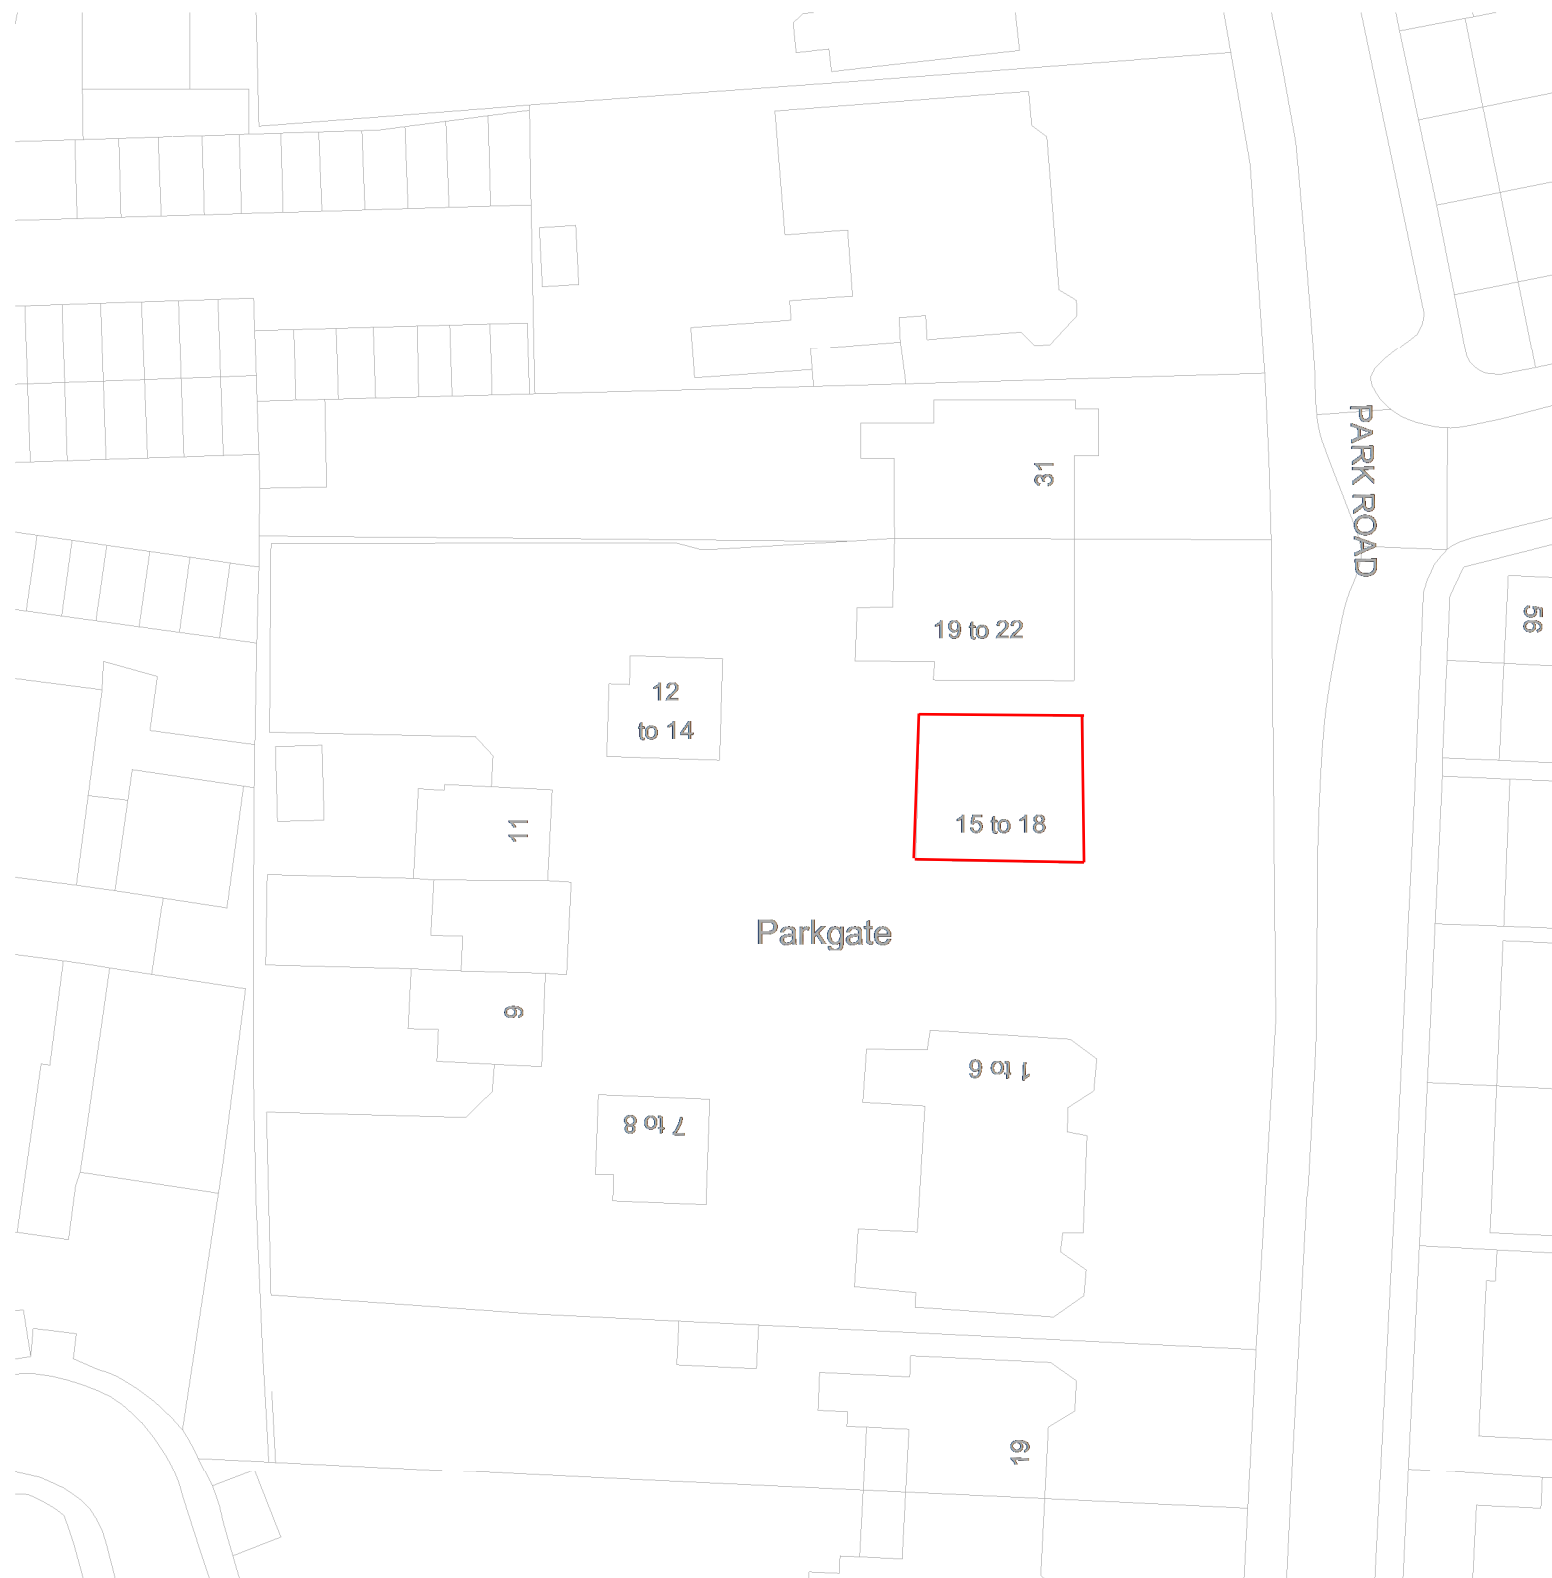 31
PARK ROAD
56
19 to 22
12
to 14
15 to 18
11
Parkgate
9
1 to 6
7 to 8
19